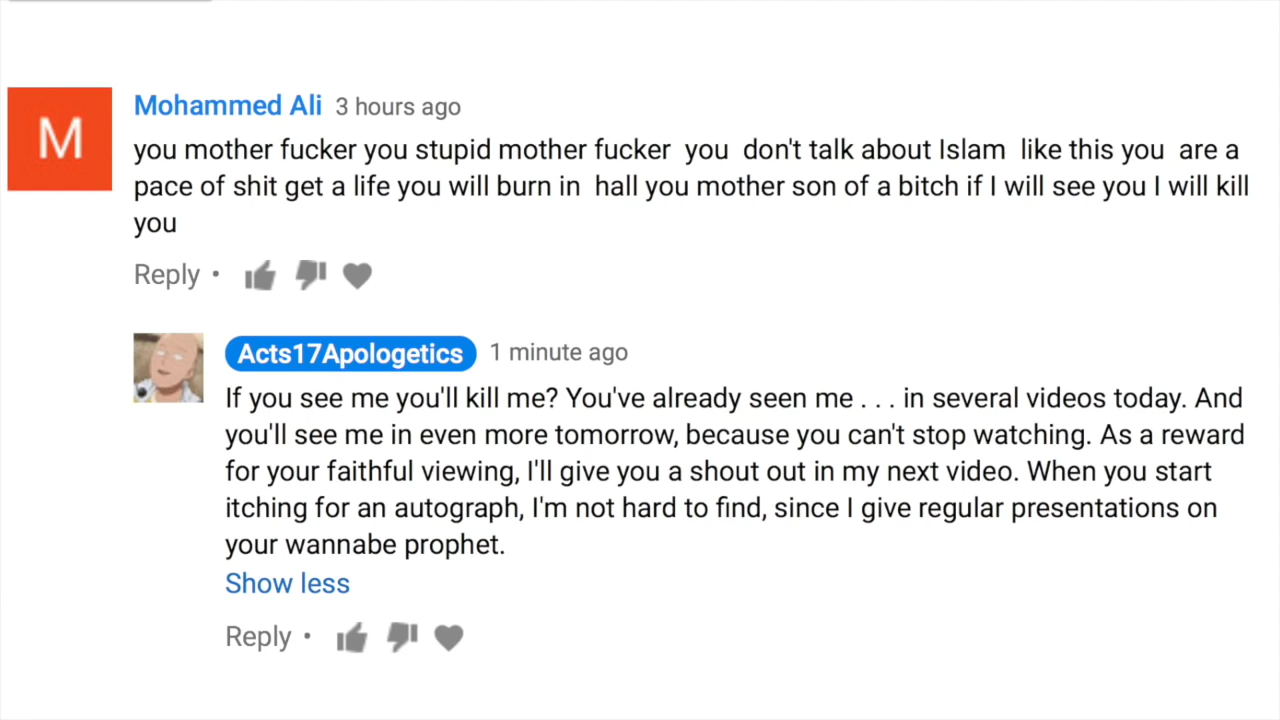 M
Mohammed Ali 3 hours ago
you mother fucker you stupid mother fucker you don't talk about Islam like this you are a
pace of shit get a life you will burn in hall you mother son of a bitch if I will see you I will kill
you
Reply •
Acts17Apologetics 1 minute ago
If you see me you'll kill me? You've already seen me . . . in several videos today. And
you'll see me in even more tomorrow, because you can't stop watching. As a reward
for your faithful viewing, I'll give you a shout out in my next video. When you start
itching for an autograph, I'm not hard to find, since I give regular presentations on
your wannabe prophet.
Show less
Reply •